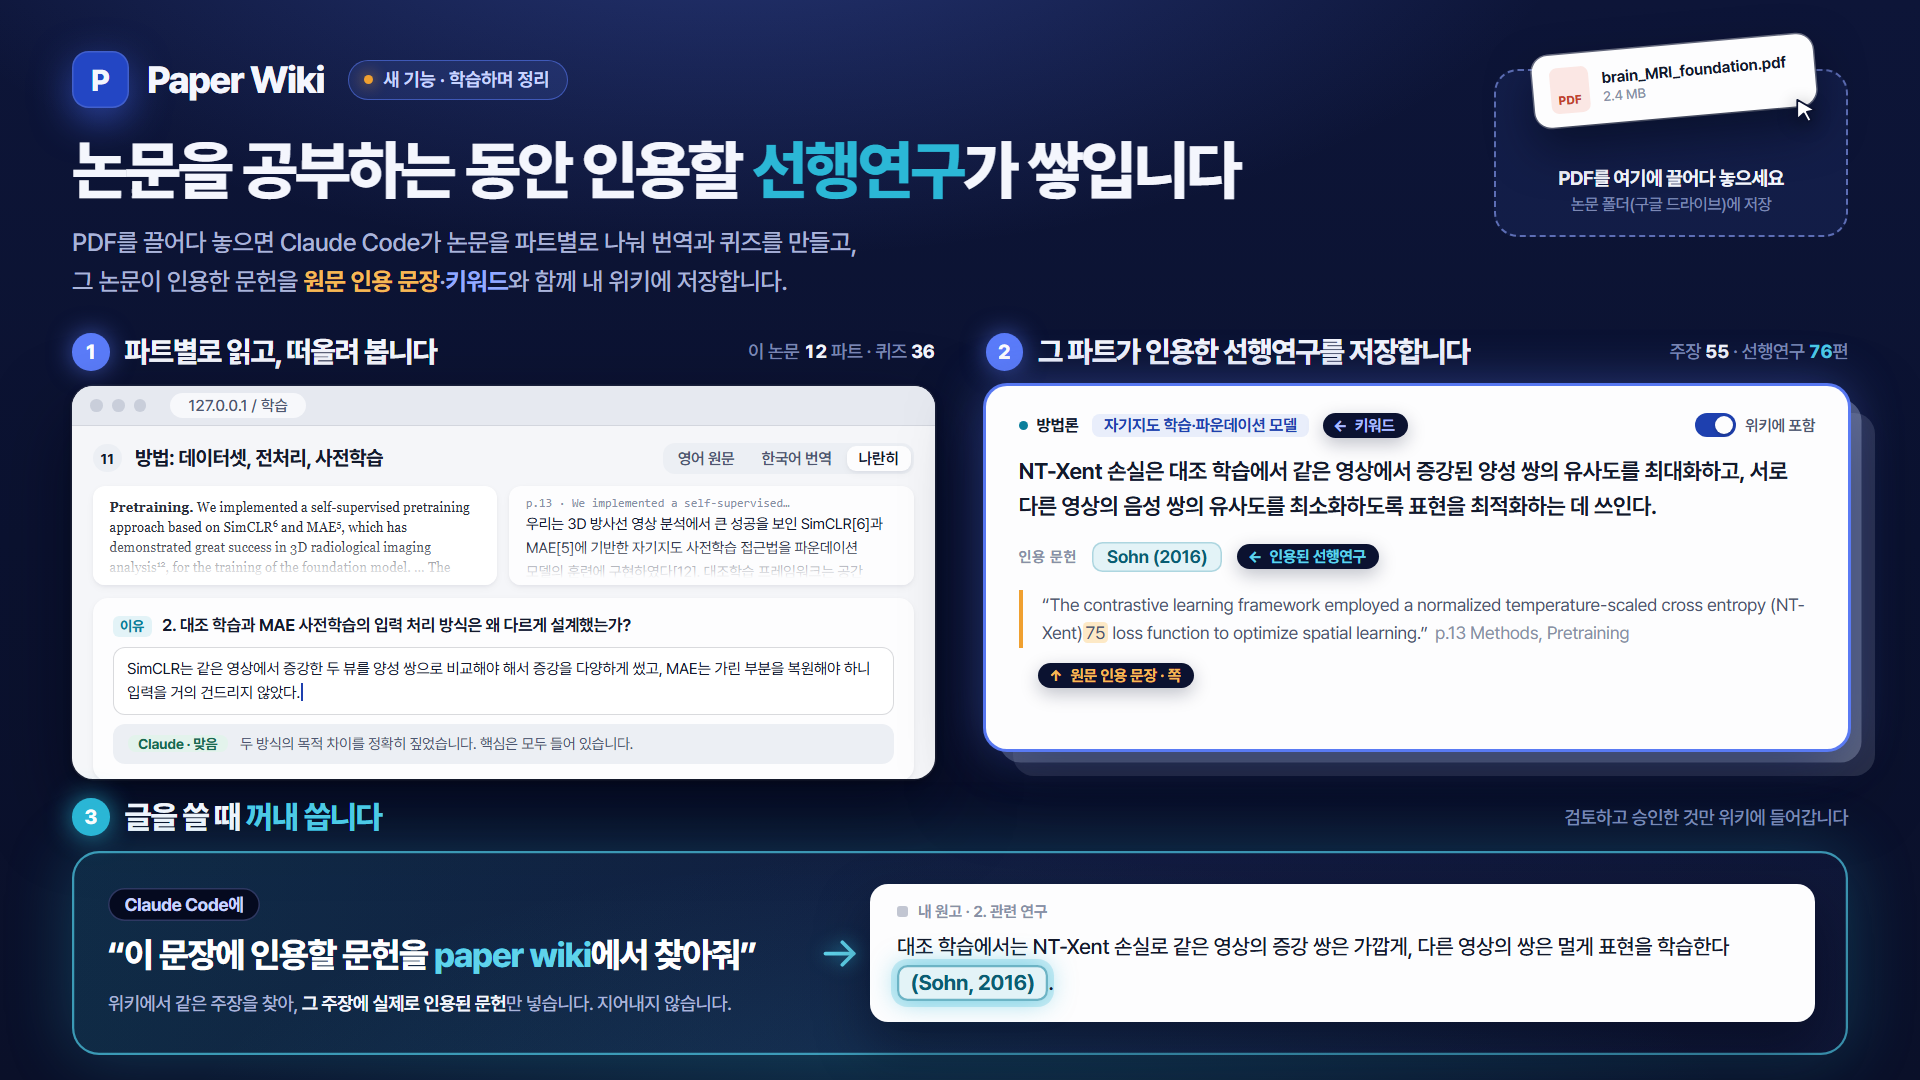 P
Paper Wiki
새 기능 · 학습하며 정리
PDF
brain_MRI_foundation.pdf
2.4 MB
PDF를 여기에 끌어다 놓으세요
논문 폴더(구글 드라이브)에 저장
논문을 공부하는 동안 인용할 선행연구가 쌓입니다
PDF를 끌어다 놓으면 Claude Code가 논문을 파트별로 나눠 번역과 퀴즈를 만들고,
그 논문이 인용한 문헌을 원문 인용 문장·키워드와 함께 내 위키에 저장합니다.
1 파트별로 읽고, 떠올려 봅니다
이 논문 12 파트 · 퀴즈 36
127.0.0.1 / 학습
11 방법: 데이터셋, 전처리, 사전학습
영어 원문 한국어 번역 나란히
Pretraining. We implemented a self-supervised pretraining
approach based on SimCLR⁶ and MAE⁵, which has
demonstrated great success in 3D radiological imaging
analysis¹², for the training of the foundation model. ... The
p.13 · We implemented a self-supervised…
우리는 3D 방사선 영상 분석에서 큰 성공을 보인 SimCLR[6]과
MAE[5]에 기반한 자기지도 사전학습 접근법을 파운데이션
모델의 훈련에 구현하였다[12]. 대조학습 프레임워크는 공간
이유 2. 대조 학습과 MAE 사전학습의 입력 처리 방식은 왜 다르게 설계했는가?
SimCLR는 같은 영상에서 증강한 두 뷰를 양성 쌍으로 비교해야 해서 증강을 다양하게 썼고, MAE는 가린 부분을 복원해야 하니
입력을 거의 건드리지 않았다.
Claude · 맞음 두 방식의 목적 차이를 정확히 짚었습니다. 핵심은 모두 들어 있습니다.
2 그 파트가 인용한 선행연구를 저장합니다
주장 55 · 선행연구 76편
방법론 자기지도 학습·파운데이션 모델 ← 키워드
위키에 포함
NT-Xent 손실은 대조 학습에서 같은 영상에서 증강된 양성 쌍의 유사도를 최대화하고, 서로
다른 영상의 음성 쌍의 유사도를 최소화하도록 표현을 최적화하는 데 쓰인다.
인용 문헌 Sohn (2016) ← 인용된 선행연구
“The contrastive learning framework employed a normalized temperature-scaled cross entropy (NT-
Xent)75 loss function to optimize spatial learning.” p.13 Methods, Pretraining
↑ 원문 인용 문장 · 쪽
3 글을 쓸 때 꺼내 씁니다
검토하고 승인한 것만 위키에 들어갑니다
Claude Code에
“이 문장에 인용할 문헌을 paper wiki에서 찾아줘”
위키에서 같은 주장을 찾아, 그 주장에 실제로 인용된 문헌만 넣습니다. 지어내지 않습니다.
→
내 원고 · 2. 관련 연구
대조 학습에서는 NT-Xent 손실로 같은 영상의 증강 쌍은 가깝게, 다른 영상의 쌍은 멀게 표현을 학습한다
(Sohn, 2016).